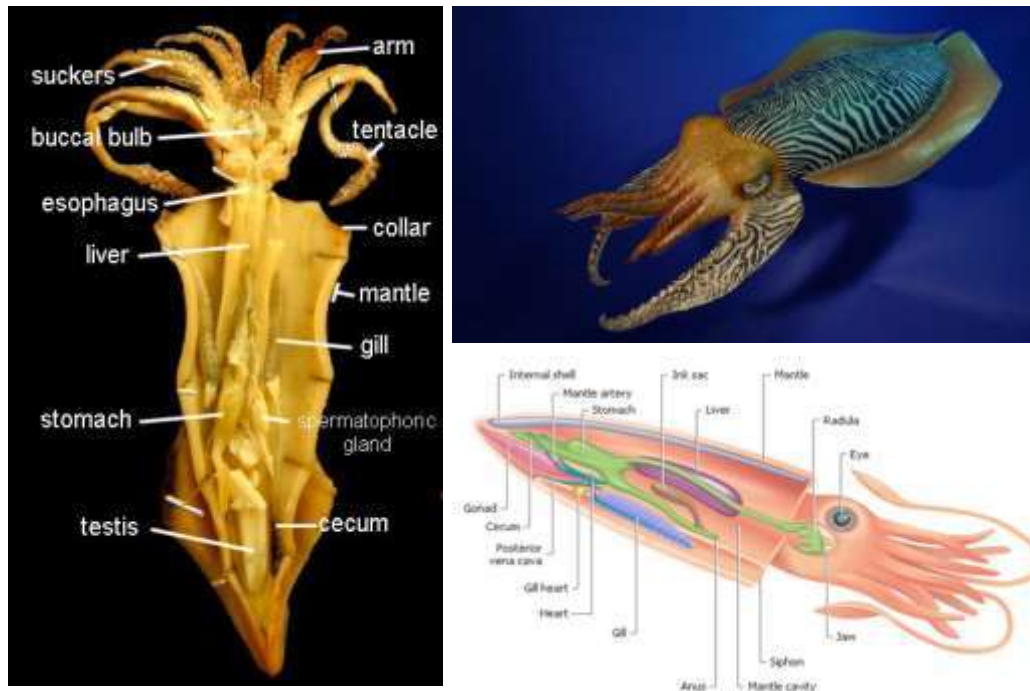 arm
suckers
buccal bulb
tentacle
esophagus
collar
liver
mantle
gill
stomach
spermatophoric
gland
testis
cecum
Internal shell
Ink sac
Mantle
Mantle artery
Stomach
Liver
Radula
Eye
Gonad
Cecum
Posterior
vena cava
Gill heart
Heart
Gill
Jaw
Siphon
Anus
Mantle cavity